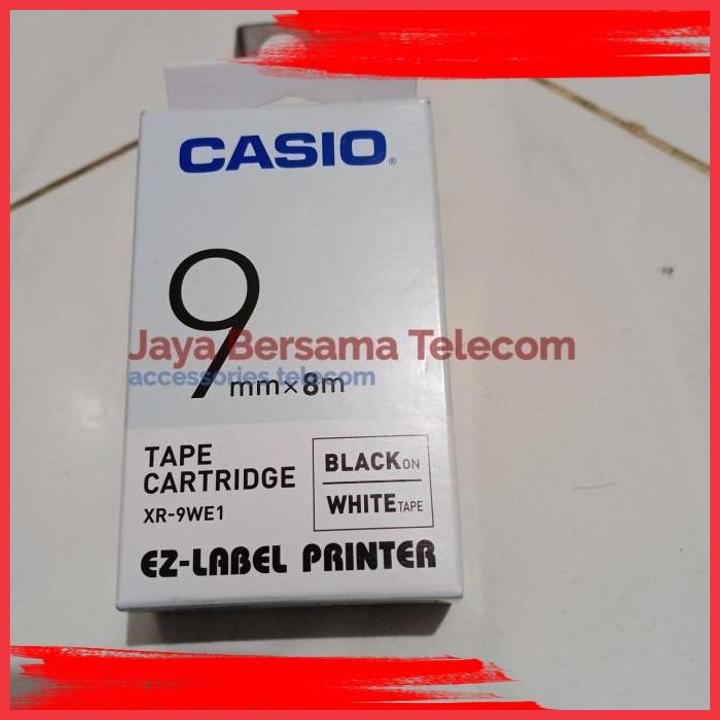 CASIO®
9 mm×8m
Jaya Bersama Telecom
accessories telecom
TAPE
CARTRIDGE
XR-9WE1
BLACK ON
WHITE TAPE
EZ-LABEL PRINTER